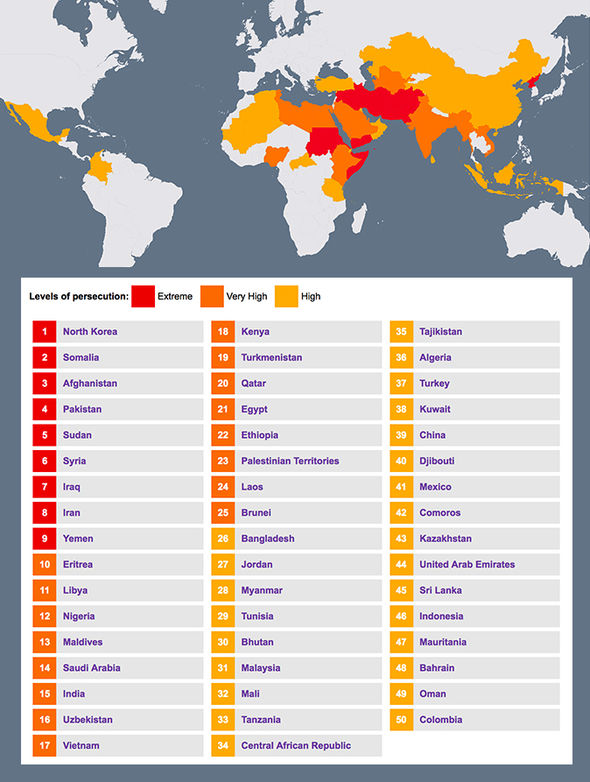 Levels of persecution: Extreme Very High High
1 North Korea
2 Somalia
3 Afghanistan
4 Pakistan
5 Sudan
6 Syria
7 Iraq
8 Iran
9 Yemen
10 Eritrea
11 Libya
12 Nigeria
13 Maldives
14 Saudi Arabia
15 India
16 Uzbekistan
17 Vietnam
18 Kenya
19 Turkmenistan
20 Qatar
21 Egypt
22 Ethiopia
23 Palestinian Territories
24 Laos
25 Brunei
26 Bangladesh
27 Jordan
28 Myanmar
29 Tunisia
30 Bhutan
31 Malaysia
32 Mali
33 Tanzania
34 Central African Republic
35 Tajikistan
36 Algeria
37 Turkey
38 Kuwait
39 China
40 Djibouti
41 Mexico
42 Comoros
43 Kazakhstan
44 United Arab Emirates
45 Sri Lanka
46 Indonesia
47 Mauritania
48 Bahrain
49 Oman
50 Colombia